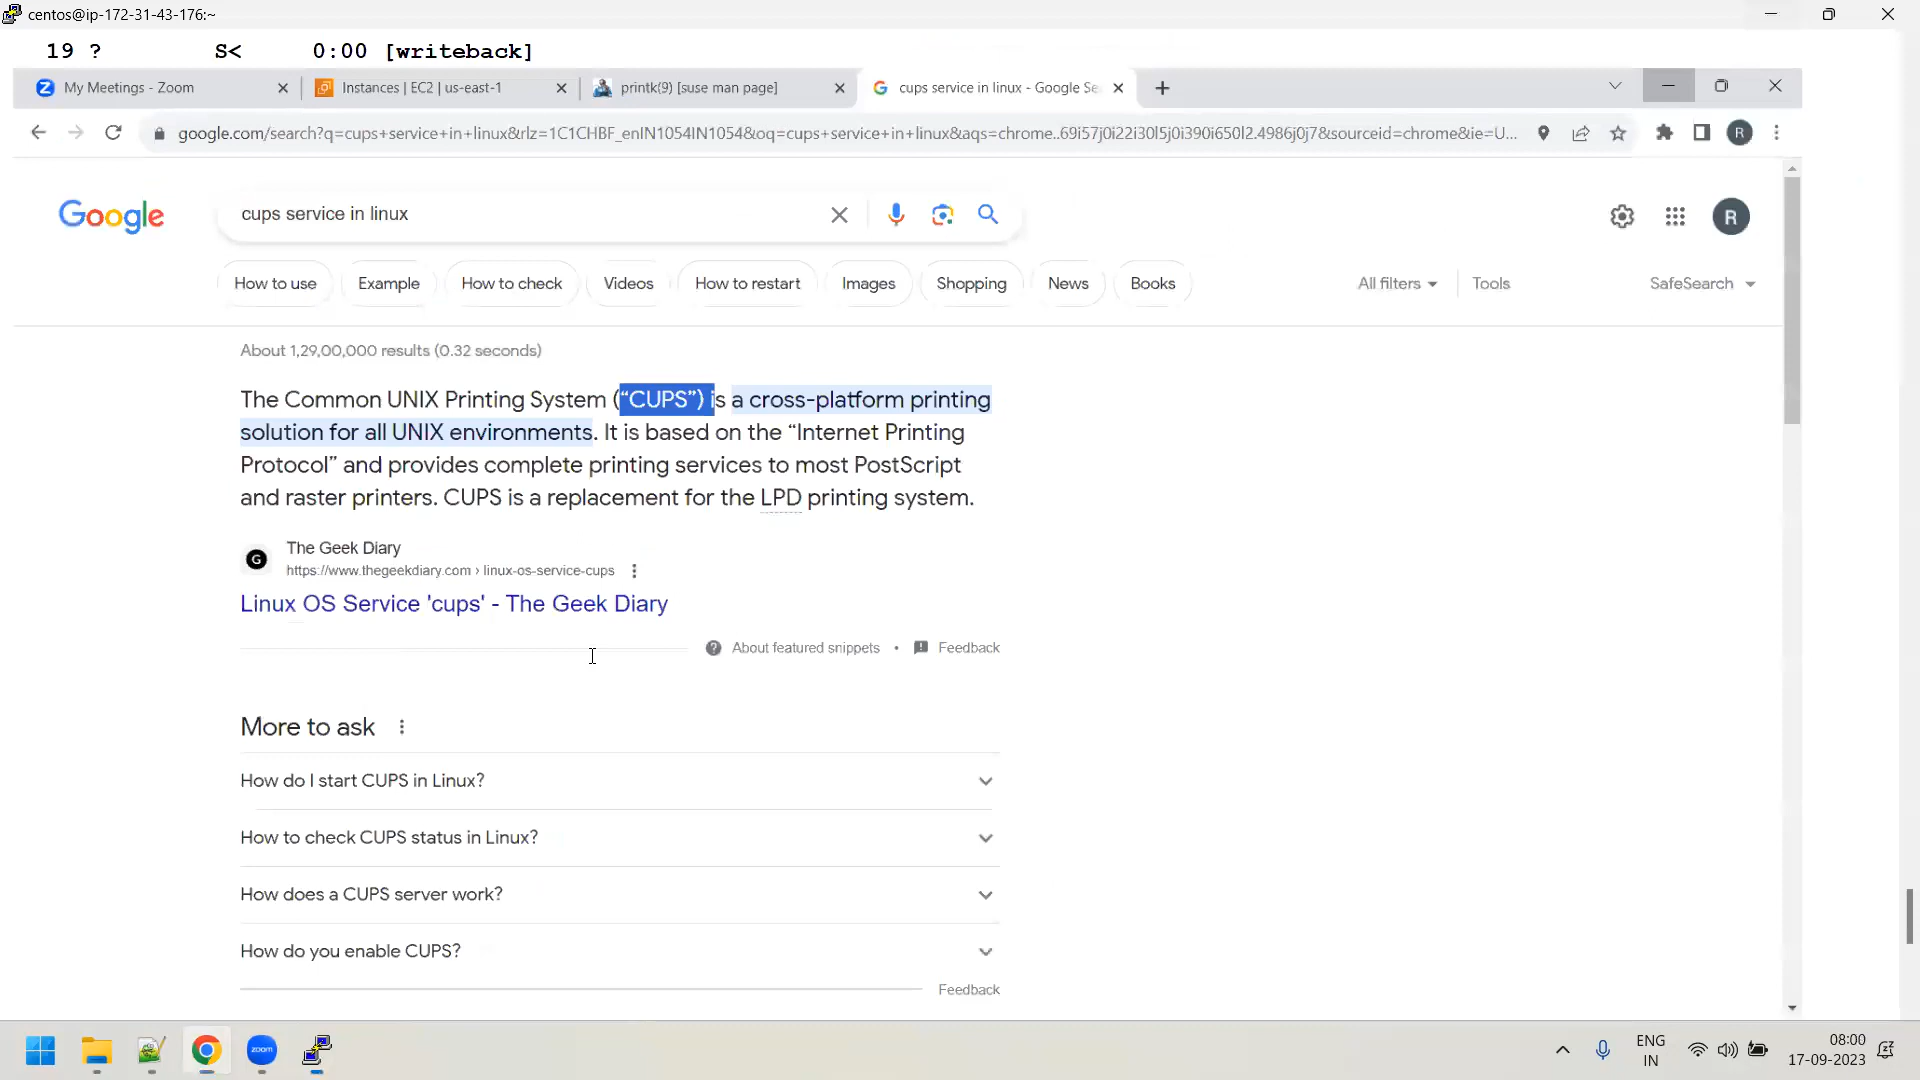 centos@ip-172-31-43-176:~
19 ? S< 0:00 [writeback]
My Meetings - Zoom
Instances | EC2 | us-east-1
printk(9) [suse man page]
cups service in linux - Google Se
google.com/search?q=cups+service+in+linux&rlz=1C1CHBF_enIN1054IN1054&oq=cups+service+in+linux&aqs=chrome..69i57j0i22i30l5j0i390i650l2.4986j0j7&sourceid=chrome&ie=U...
R
Google
cups service in linux
R
How to use
Example
How to check
Videos
How to restart
Images
Shopping
News
Books
All filters
Tools
SafeSearch
About 1,29,00,000 results (0.32 seconds)
The Common UNIX Printing System (“CUPS”) is a cross-platform printing
solution for all UNIX environments. It is based on the “Internet Printing
Protocol” and provides complete printing services to most PostScript
and raster printers. CUPS is a replacement for the LPD printing system.
G
The Geek Diary
https://www.thegeekdiary.com › linux-os-service-cups
Linux OS Service 'cups' - The Geek Diary
About featured snippets • Feedback
More to ask
How do I start CUPS in Linux?
How to check CUPS status in Linux?
How does a CUPS server work?
How do you enable CUPS?
Feedback
zoom
ENG
IN
08:00
17-09-2023